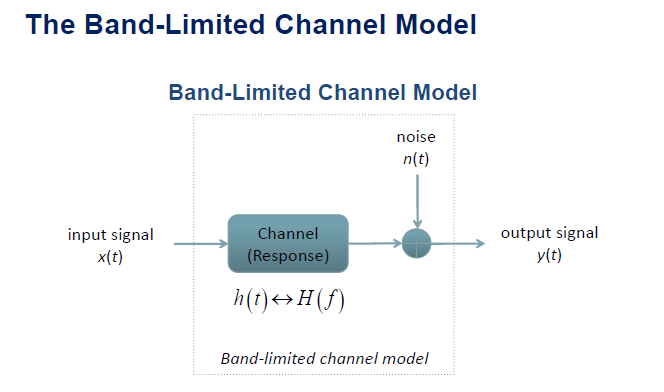 The Band-Limited Channel Model
Band-Limited Channel Model
noise
n(t)
input signal
x(t)
Channel
(Response)
output signal
y(t)
h(t)↔H(f)
Band-limited channel model